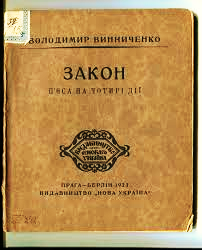 ВОЛОДИМИР ВИННИЧЕНКО
ЗАКОН
П'ЄСА НА ЧОТИРІ ДІЇ
ПРАГА–БЕРЛІН 1923
ВИДАВНИЦТВО „НОВА УКРАЇНА"